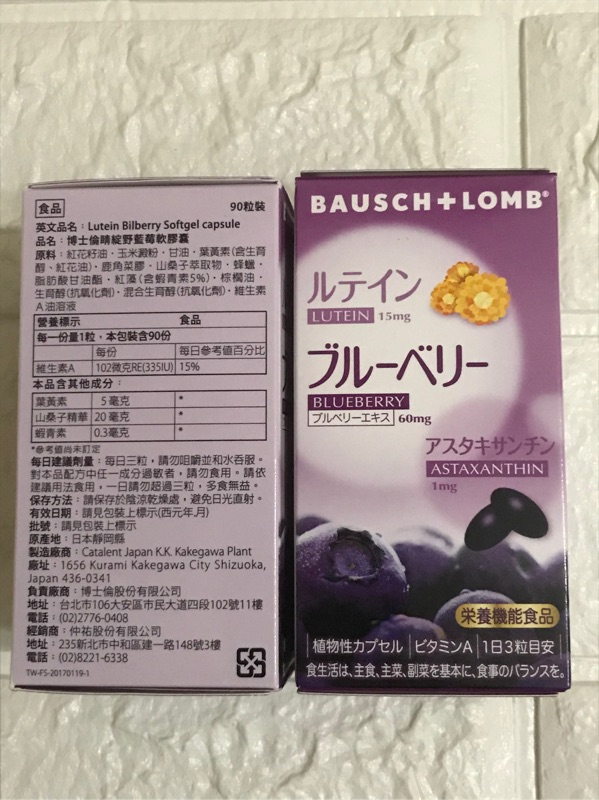 食品 90粒裝
英文品名：Lutein Bilberry Softgel capsule
品名：博士倫睛綻野藍莓軟膠囊
原料：紅花籽油、玉米澱粉、甘油、葉黃素(含生育
醇、紅花油)、鹿角菜膠、山桑子萃取物、蜂蠟、
脂肪酸甘油酯、紅藻(含蝦青素5%)、棕櫚油、
生育醇(抗氧化劑)、混合生育醇(抗氧化劑)、維生素
A油溶液
營養標示 食品
每一份量1粒，本包裝含90份
每份 每日參考值百分比
維生素A 102微克RE(335IU) 15%
本品含其他成分：
葉黃素 5毫克 *
山桑子精華 20毫克 *
蝦青素 0.3毫克 *
*參考值尚未訂定
每日建議劑量：每日三粒，請勿咀嚼並和水吞服。
對本品配方中任一成分過敏者，請勿食用。請依
建議用法食用，一日請勿超過三粒，多食無益。
保存方法：請保存於陰涼乾燥處，避免日光直射。
有效日期：請見包裝上標示(西元年.月)
批號：請見包裝上標示
原產地：日本靜岡縣
製造廠商：Catalent Japan K.K. Kakegawa Plant
廠址：1656 Kurami Kakegawa City Shizuoka,
Japan 436-0341
負責廠商：博士倫股份有限公司
地址：台北市106大安區市民大道四段102號11樓
電話：(02)2776-0408
經銷商：仲祐股份有限公司
地址：235新北市中和區建一路148號3樓
電話：(02)8221-6338
TW-FS-20170119-1
紙
BAUSCH+LOMB®
ルテイン
LUTEIN 15mg
ブルーベリー
BLUEBERRY
ブルベリーエキス 60mg
アスタキサンチン
ASTAXANTHIN
1mg
栄養機能食品
植物性カプセル ビタミンA 1日3粒目安
食生活は、主食、主菜、副菜を基本に、食事のバランスを。